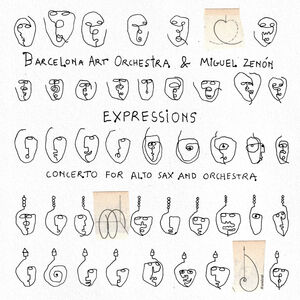 BARCELONA ART ORCHESTRA & MIGUEL ZENÓN
EXPRESSIONS
CONCERTO FOR ALTO SAX AND ORCHESTRA